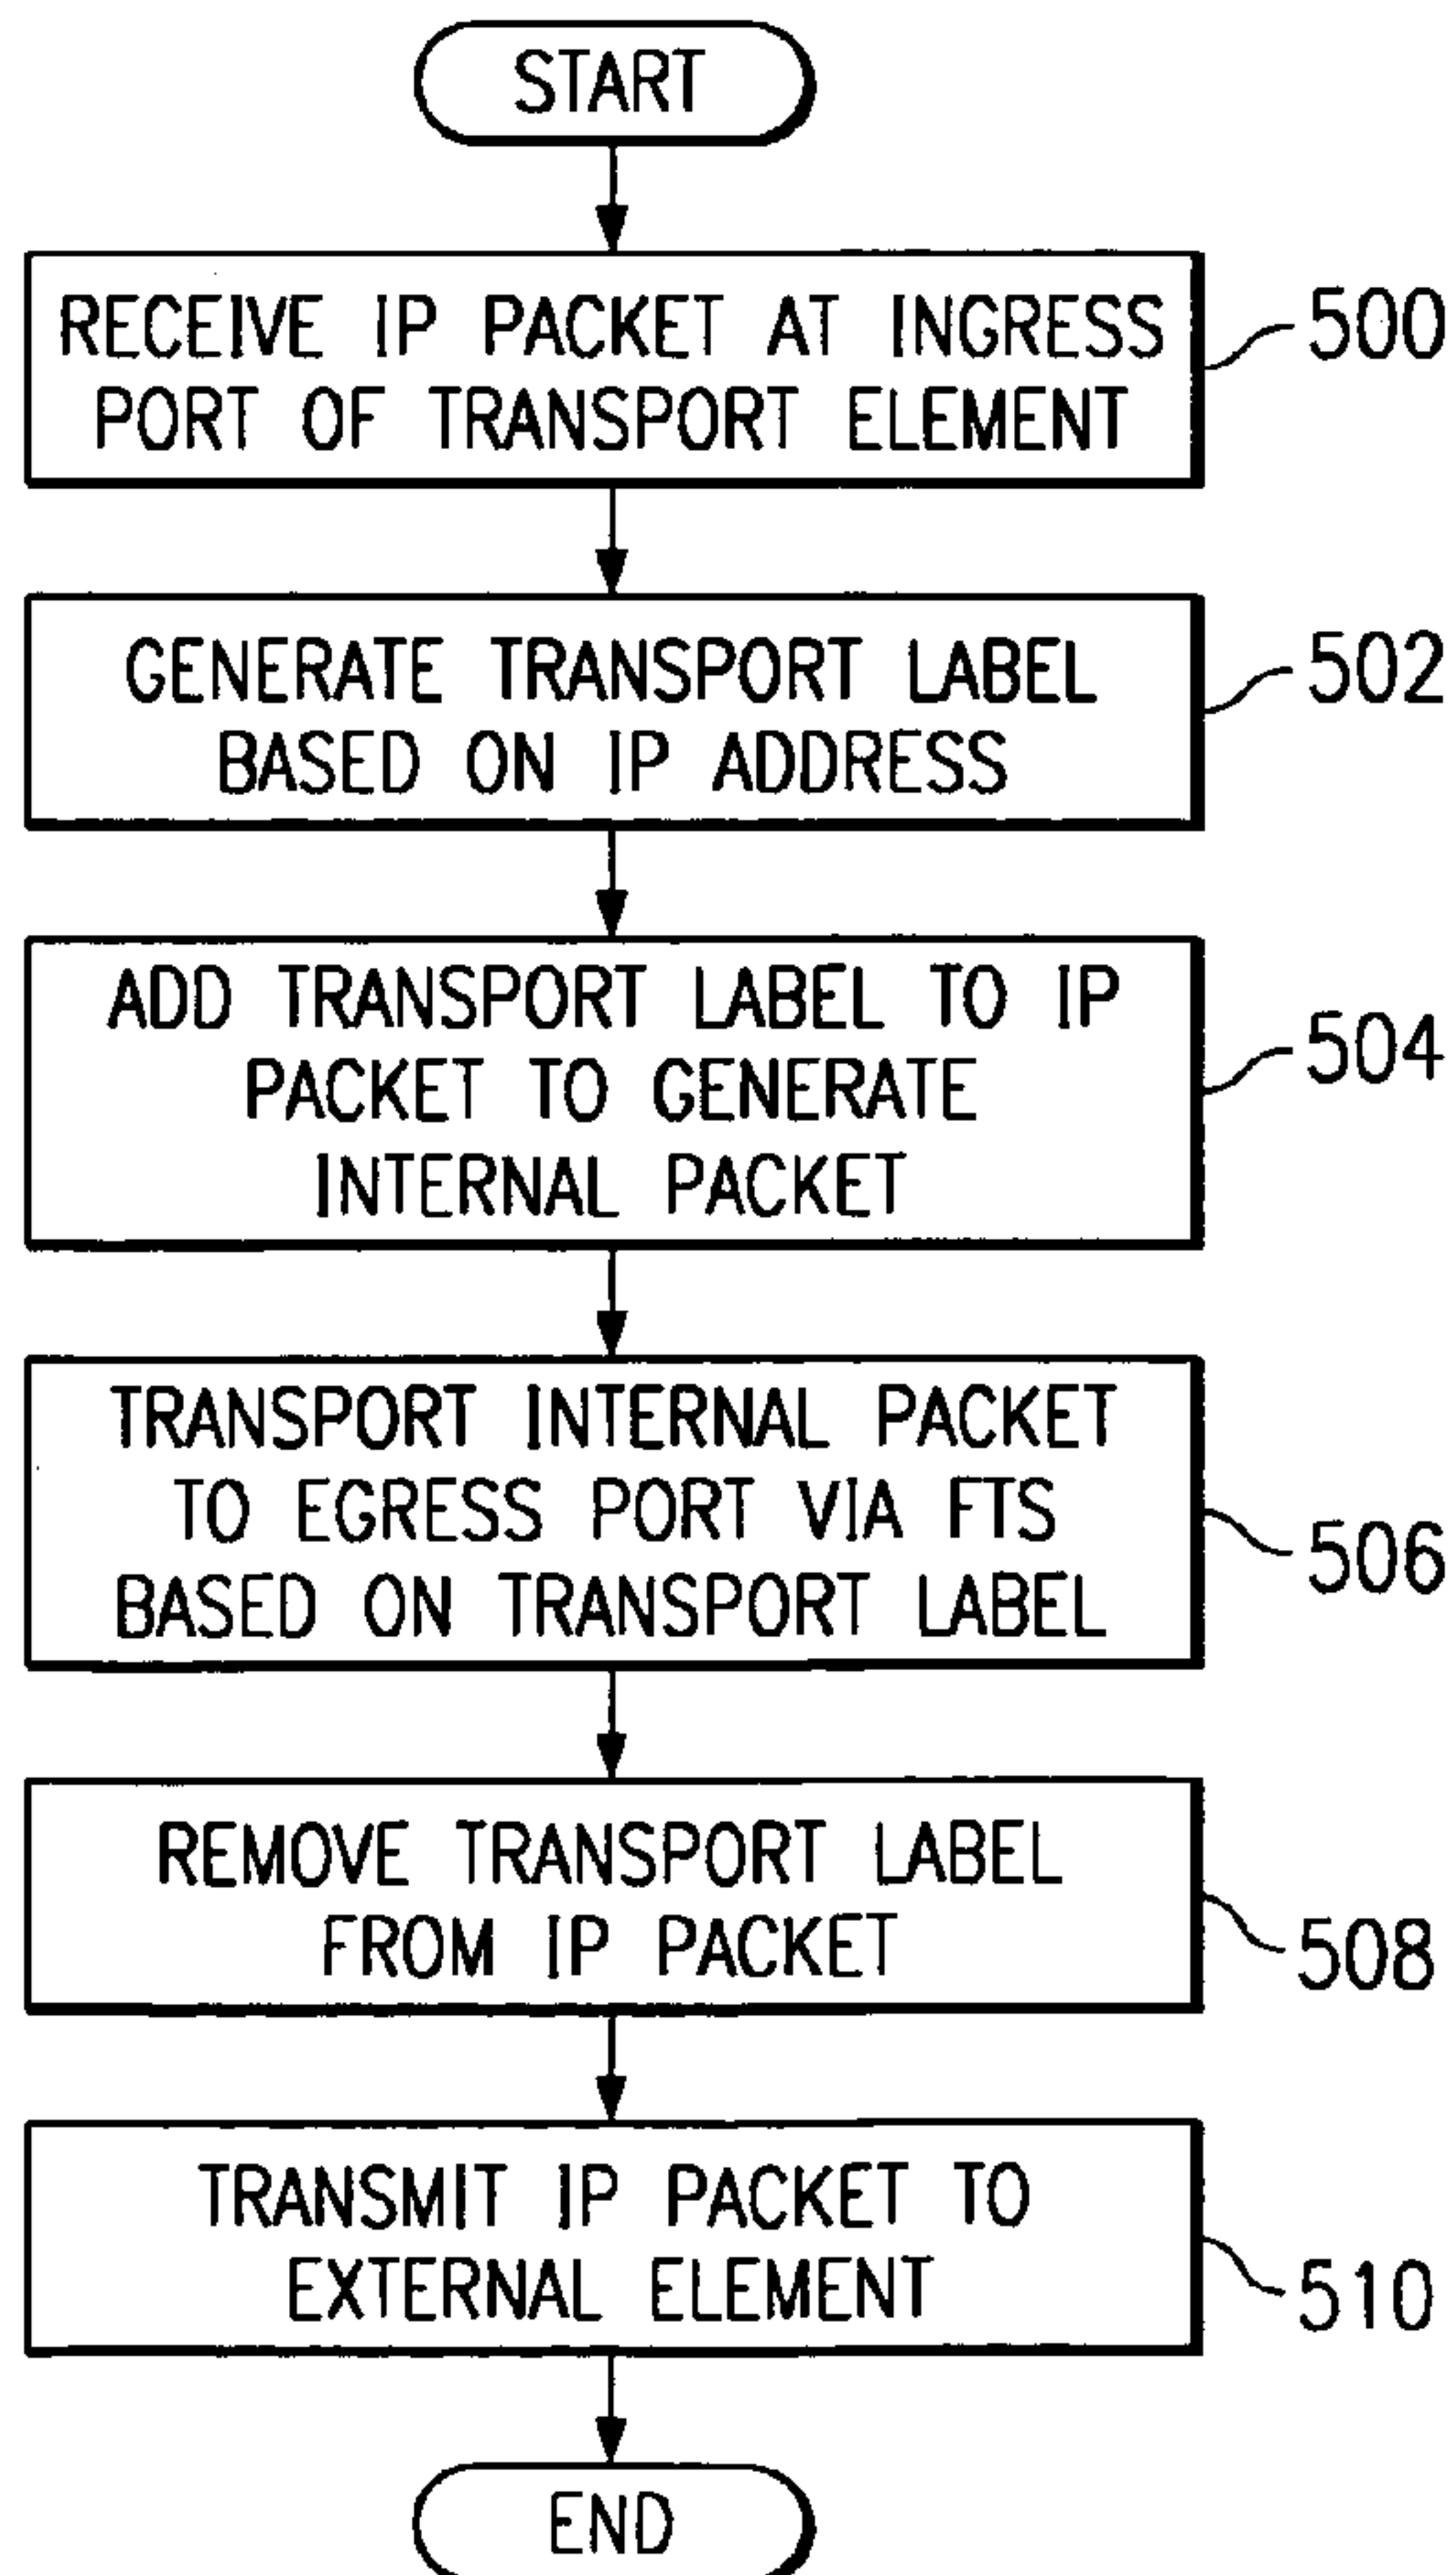 START
RECEIVE IP PACKET AT INGRESS
PORT OF TRANSPORT ELEMENT
500
GENERATE TRANSPORT LABEL
BASED ON IP ADDRESS
502
ADD TRANSPORT LABEL TO IP
PACKET TO GENERATE
INTERNAL PACKET
504
TRANSPORT INTERNAL PACKET
TO EGRESS PORT VIA FTS
BASED ON TRANSPORT LABEL
506
REMOVE TRANSPORT LABEL
FROM IP PACKET
508
TRANSMIT IP PACKET TO
EXTERNAL ELEMENT
510
END